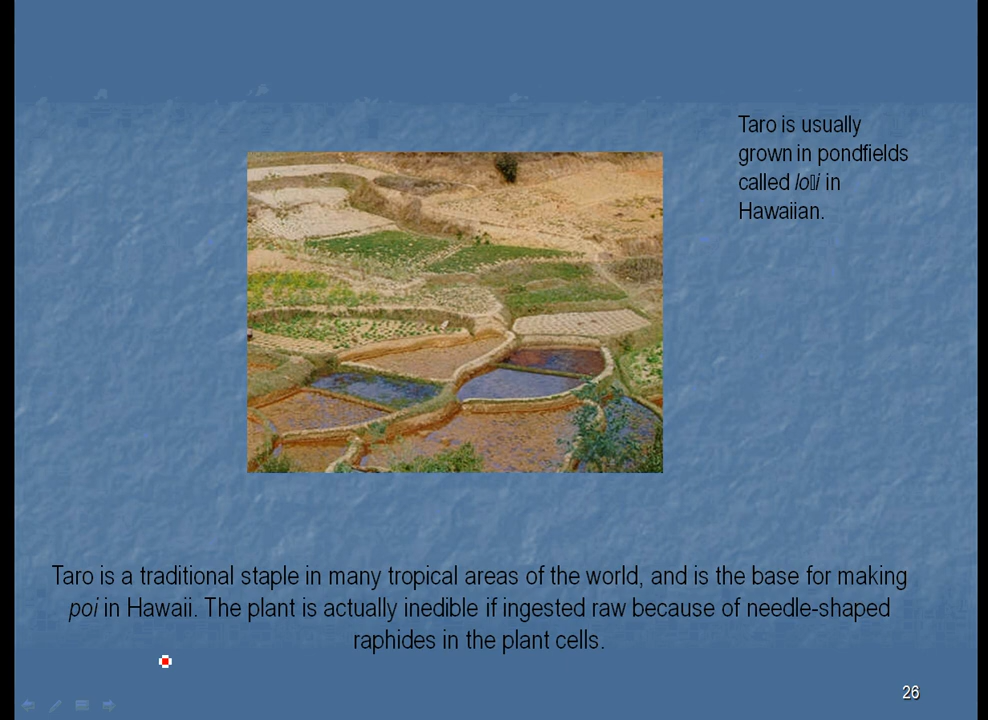 Taro is usually
grown in pondfields
called lo▯i in
Hawaiian.
Taro is a traditional staple in many tropical areas of the world, and is the base for making
poi in Hawaii. The plant is actually inedible if ingested raw because of needle-shaped
raphides in the plant cells.
26